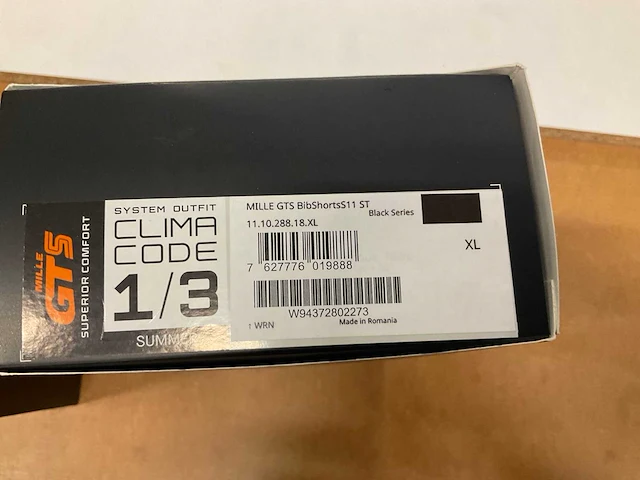 MILLE
GTS
SUPERIOR COMFORT
SYSTEM OUTFIT
CLIMA
CODE
1/3
SUMMER
MILLE GTS BibShortsS11 ST
Black Series
11.10.288.18.XL
XL
7 627776 019888
W94372802273
↑ WRN
Made in Romania